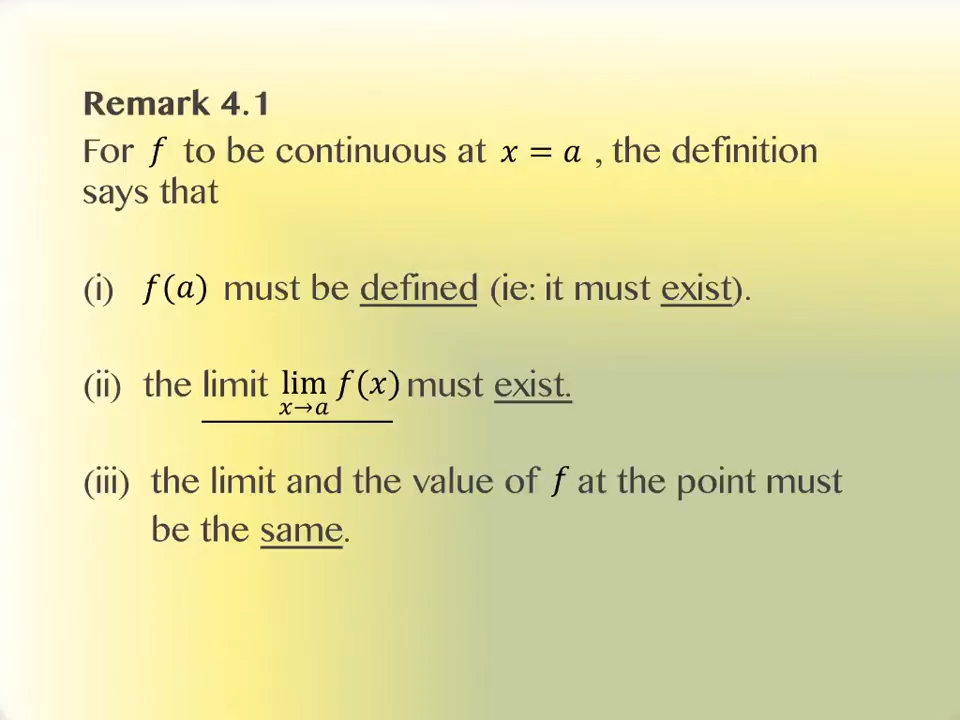 Remark 4.1
For f to be continuous at x = a , the definition
says that
(i) f(a) must be defined (ie: it must exist).
(ii) the limit lim x→a f(x) must exist.
(iii) the limit and the value of f at the point must
be the same.